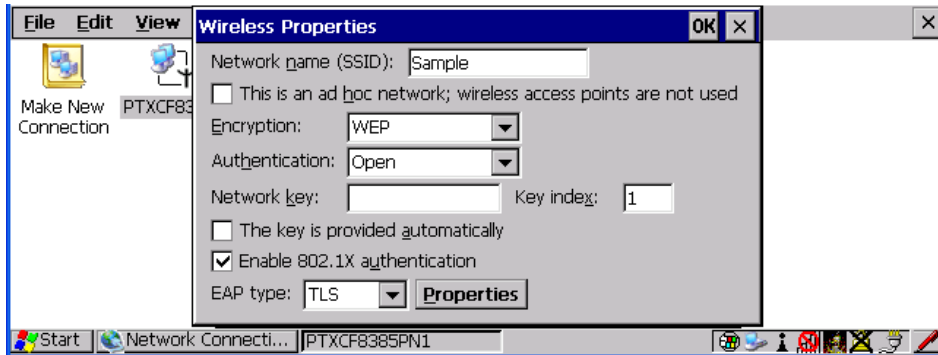 File Edit View
Wireless Properties OK ×
Network name (SSID): Sample
This is an ad hoc network; wireless access points are not used
Make New Connection
PTXCF83
Encryption: WEP
Authentication: Open
Network key: Key index: 1
The key is provided automatically
Enable 802.1X authentication
EAP type: TLS Properties
Start Network Connecti... PTXCF8385PN1